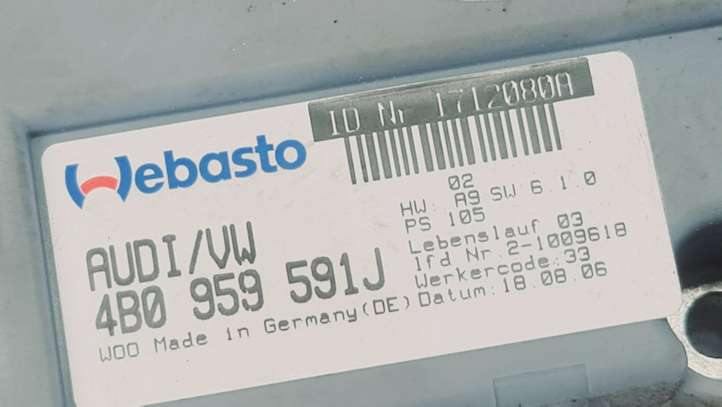 ID Nr 1712080A
Webasto
02
HW: A9 SW 6.1.0
PS 105
AUDI/VW
4B0 959 591J
Lebenslauf 03
lfd Nr.2-1009618
Werkercode:33
Datum:18.08.06
WOO Made in Germany(DE)